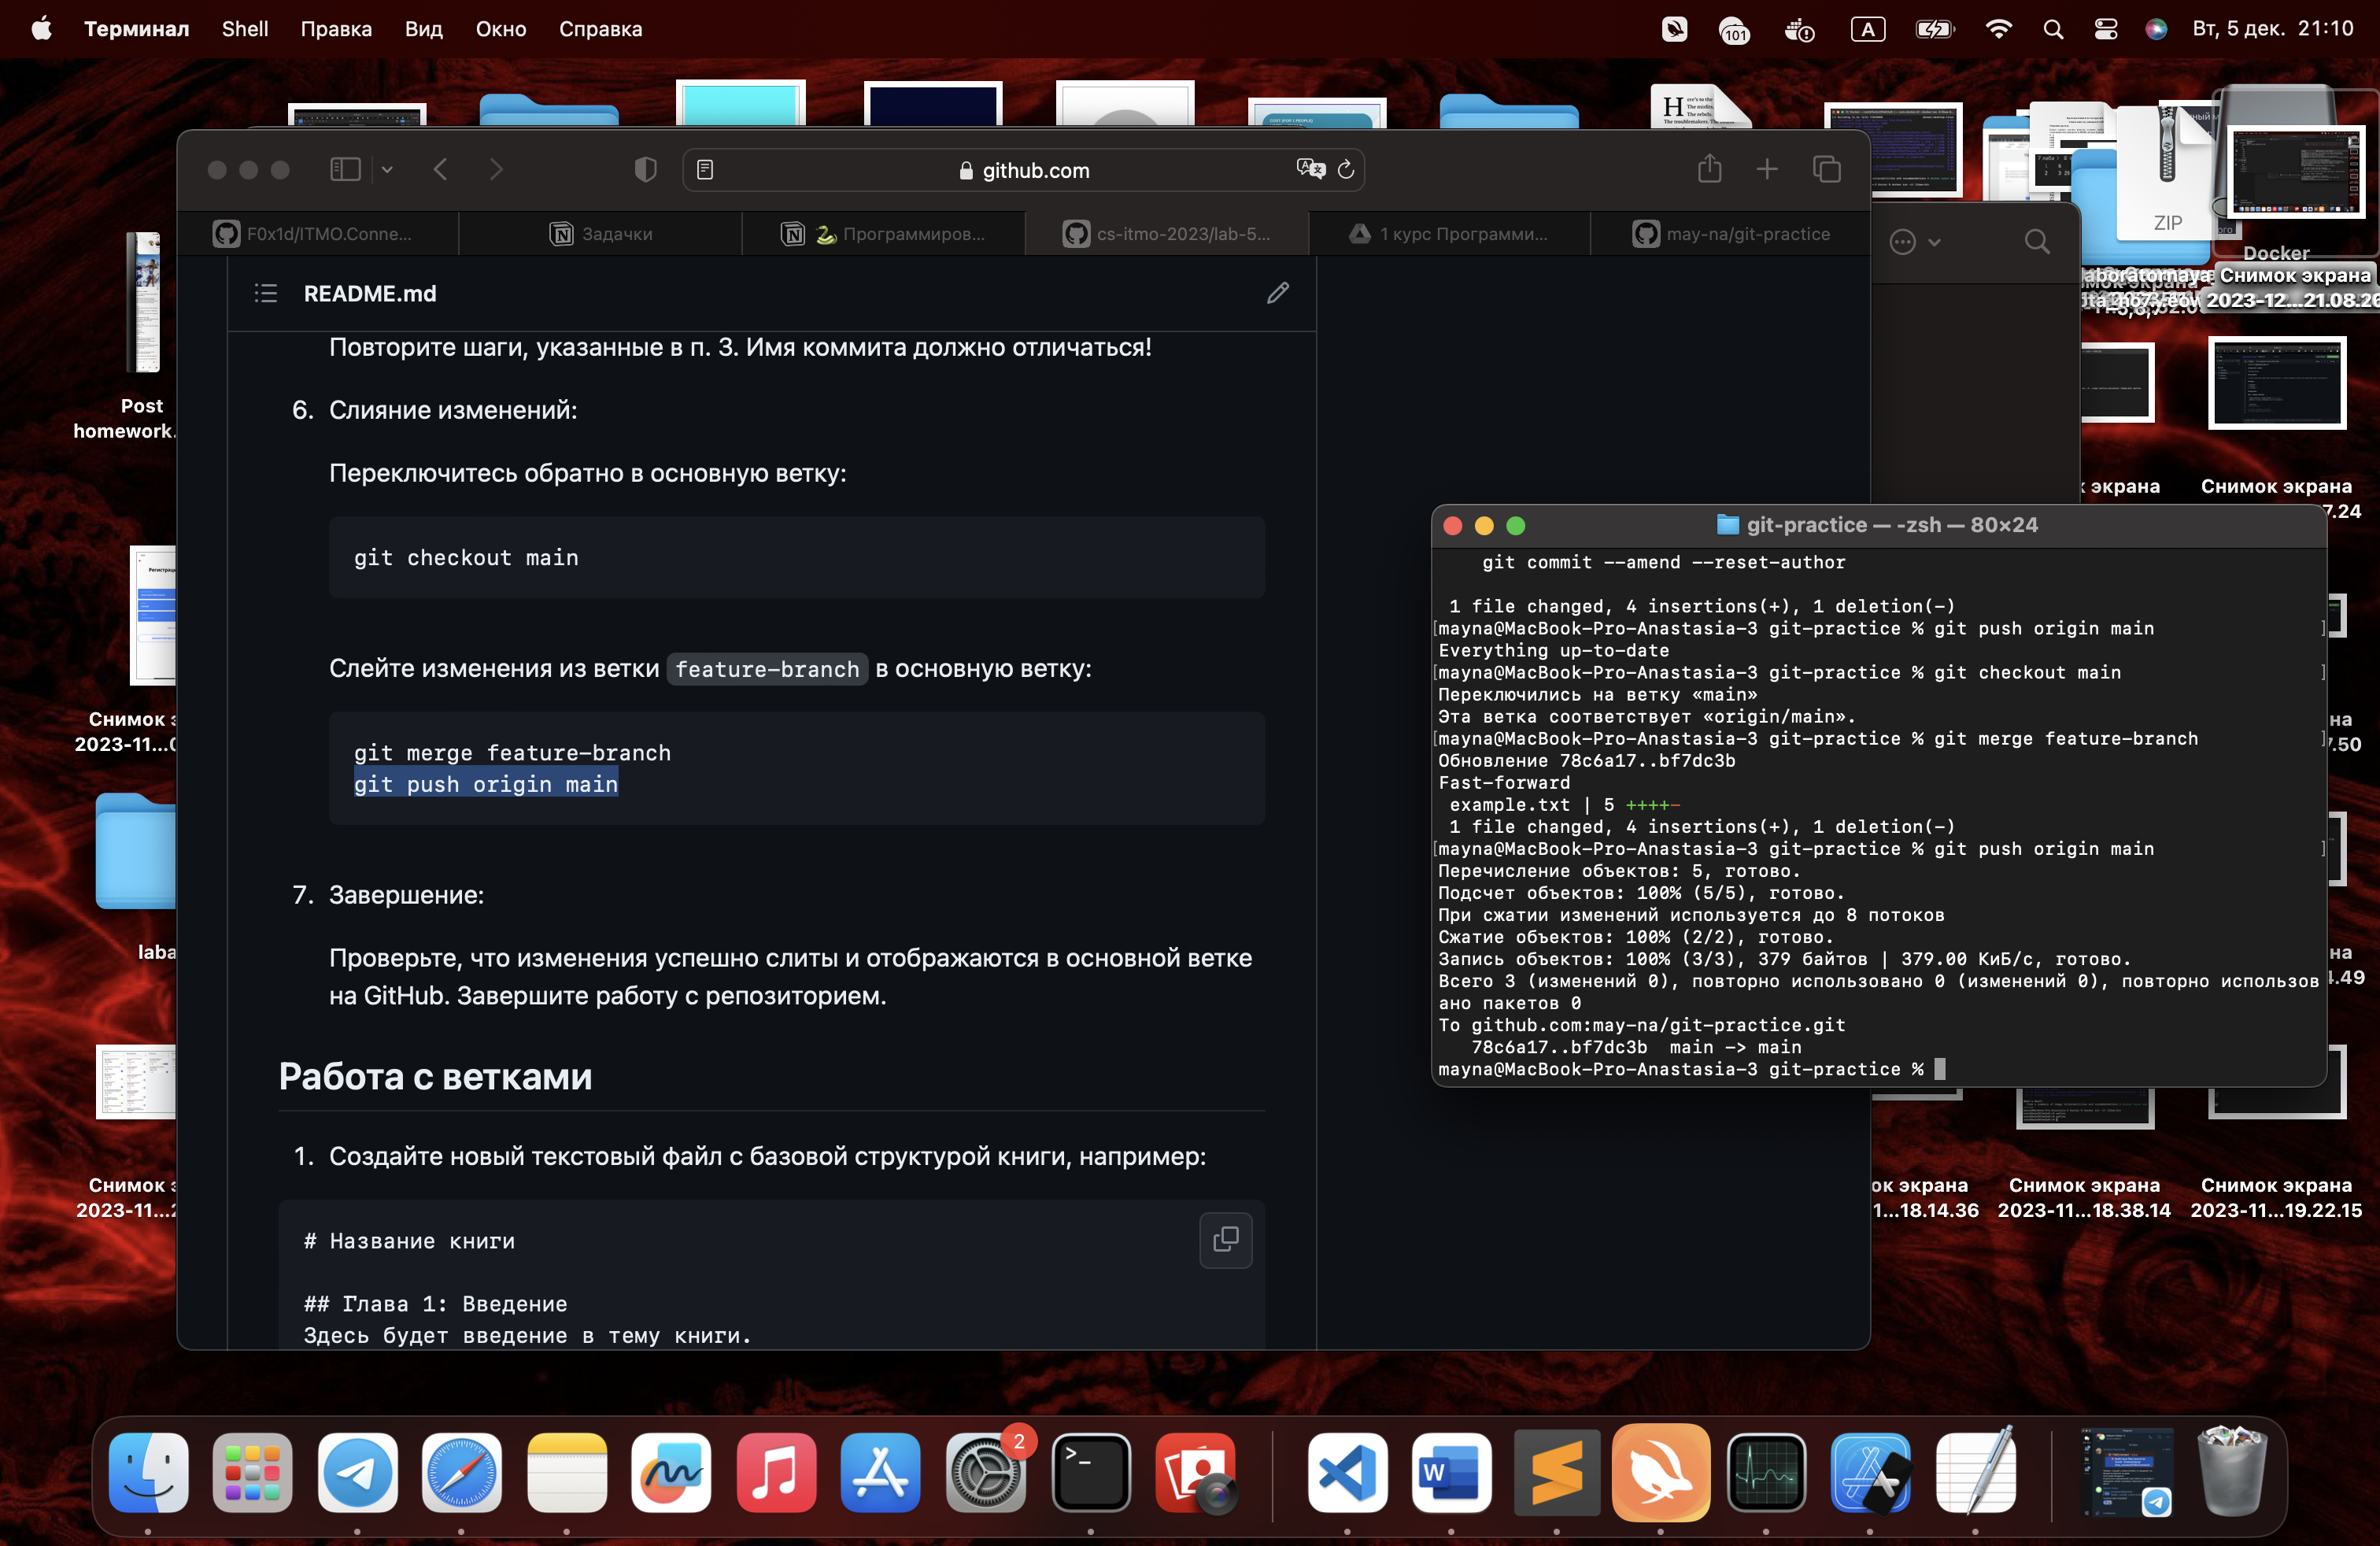 Терминал Shell Правка Вид Окно Справка
101
A
Вт, 5 дек. 21:10
github.com
F0x1d/ITMO.Conne...
Задачки
Программиров...
cs-itmo-2023/lab-5...
1 курс Программи...
may-na/git-practice
README.md
Повторите шаги, указанные в п. 3. Имя коммита должно отличаться!
6. Слияние изменений:
Переключитесь обратно в основную ветку:
git checkout main
Слейте изменения из ветки feature-branch в основную ветку:
git merge feature-branch
git push origin main
7. Завершение:
Проверьте, что изменения успешно слиты и отображаются в основной ветке
на GitHub. Завершите работу с репозиторием.
Работа с ветками
1. Создайте новый текстовый файл с базовой структурой книги, например:
# Название книги
## Глава 1: Введение
Здесь будет введение в тему книги.
git-practice — -zsh — 80×24
git commit --amend --reset-author
1 file changed, 4 insertions(+), 1 deletion(-)
[mayna@MacBook-Pro-Anastasia-3 git-practice % git push origin main ]
Everything up-to-date
[mayna@MacBook-Pro-Anastasia-3 git-practice % git checkout main ]
Переключились на ветку «main»
Эта ветка соответствует «origin/main».
[mayna@MacBook-Pro-Anastasia-3 git-practice % git merge feature-branch ]
Обновление 78c6a17..bf7dc3b
Fast-forward
example.txt | 5 ++++-
1 file changed, 4 insertions(+), 1 deletion(-)
[mayna@MacBook-Pro-Anastasia-3 git-practice % git push origin main ]
Перечисление объектов: 5, готово.
Подсчет объектов: 100% (5/5), готово.
При сжатии изменений используется до 8 потоков
Сжатие объектов: 100% (2/2), готово.
Запись объектов: 100% (3/3), 379 байтов | 379.00 КиБ/с, готово.
Всего 3 (изменений 0), повторно использовано 0 (изменений 0), повторно использов
ано пакетов 0
To github.com:may-na/git-practice.git
78c6a17..bf7dc3b main -> main
mayna@MacBook-Pro-Anastasia-3 git-practice %
Post
homework.
Снимок э
2023-11...0
laba
Снимок э
2023-11...2
ZIP
Docker
Снимок экрана
2023-12...21.08.26
к экрана
Снимок экрана
7.24
на
7.50
на
4.49
ок экрана
1...18.14.36
Снимок экрана
2023-11...18.38.14
Снимок экрана
2023-11...19.22.15
2